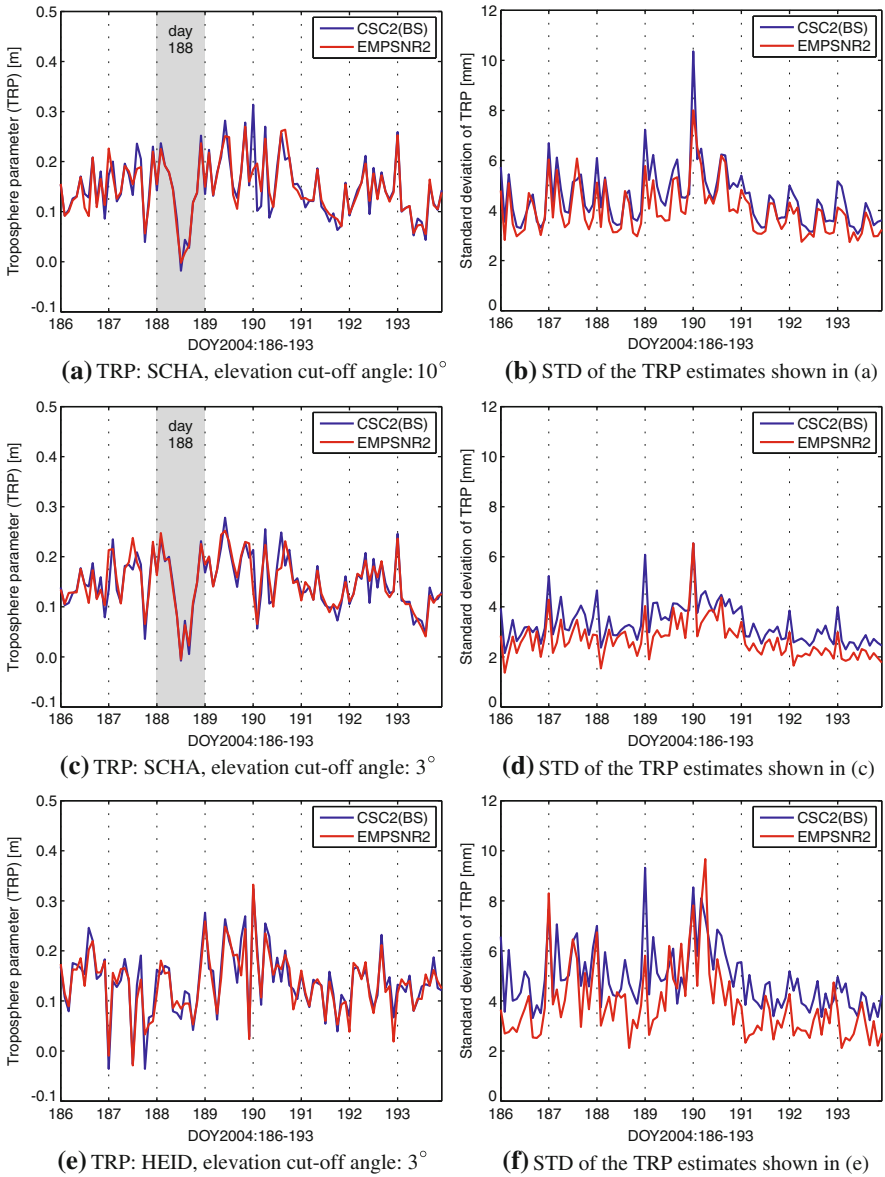 0.5
0.4
0.3
0.2
0.1
0.0
-0.1
Troposphere parameter (TRP) [m]
day
188
CSC2(BS)
EMPSNR2
186 187 188 189 190 191 192 193
DOY2004:186-193
(a) TRP: SCHA, elevation cut-off angle: 10°
12
10
8
6
4
2
0
Standard deviation of TRP [mm]
CSC2(BS)
EMPSNR2
186 187 188 189 190 191 192 193
DOY2004:186-193
(b) STD of the TRP estimates shown in (a)
0.5
0.4
0.3
0.2
0.1
0.0
-0.1
Troposphere parameter (TRP) [m]
day
188
CSC2(BS)
EMPSNR2
186 187 188 189 190 191 192 193
DOY2004:186-193
(c) TRP: SCHA, elevation cut-off angle: 3°
12
10
8
6
4
2
0
Standard deviation of TRP [mm]
CSC2(BS)
EMPSNR2
186 187 188 189 190 191 192 193
DOY2004:186-193
(d) STD of the TRP estimates shown in (c)
0.5
0.4
0.3
0.2
0.1
0.0
-0.1
Troposphere parameter (TRP) [m]
CSC2(BS)
EMPSNR2
186 187 188 189 190 191 192 193
DOY2004:186-193
(e) TRP: HEID, elevation cut-off angle: 3°
12
10
8
6
4
2
0
Standard deviation of TRP [mm]
CSC2(BS)
EMPSNR2
186 187 188 189 190 191 192 193
DOY2004:186-193
(f) STD of the TRP estimates shown in (e)